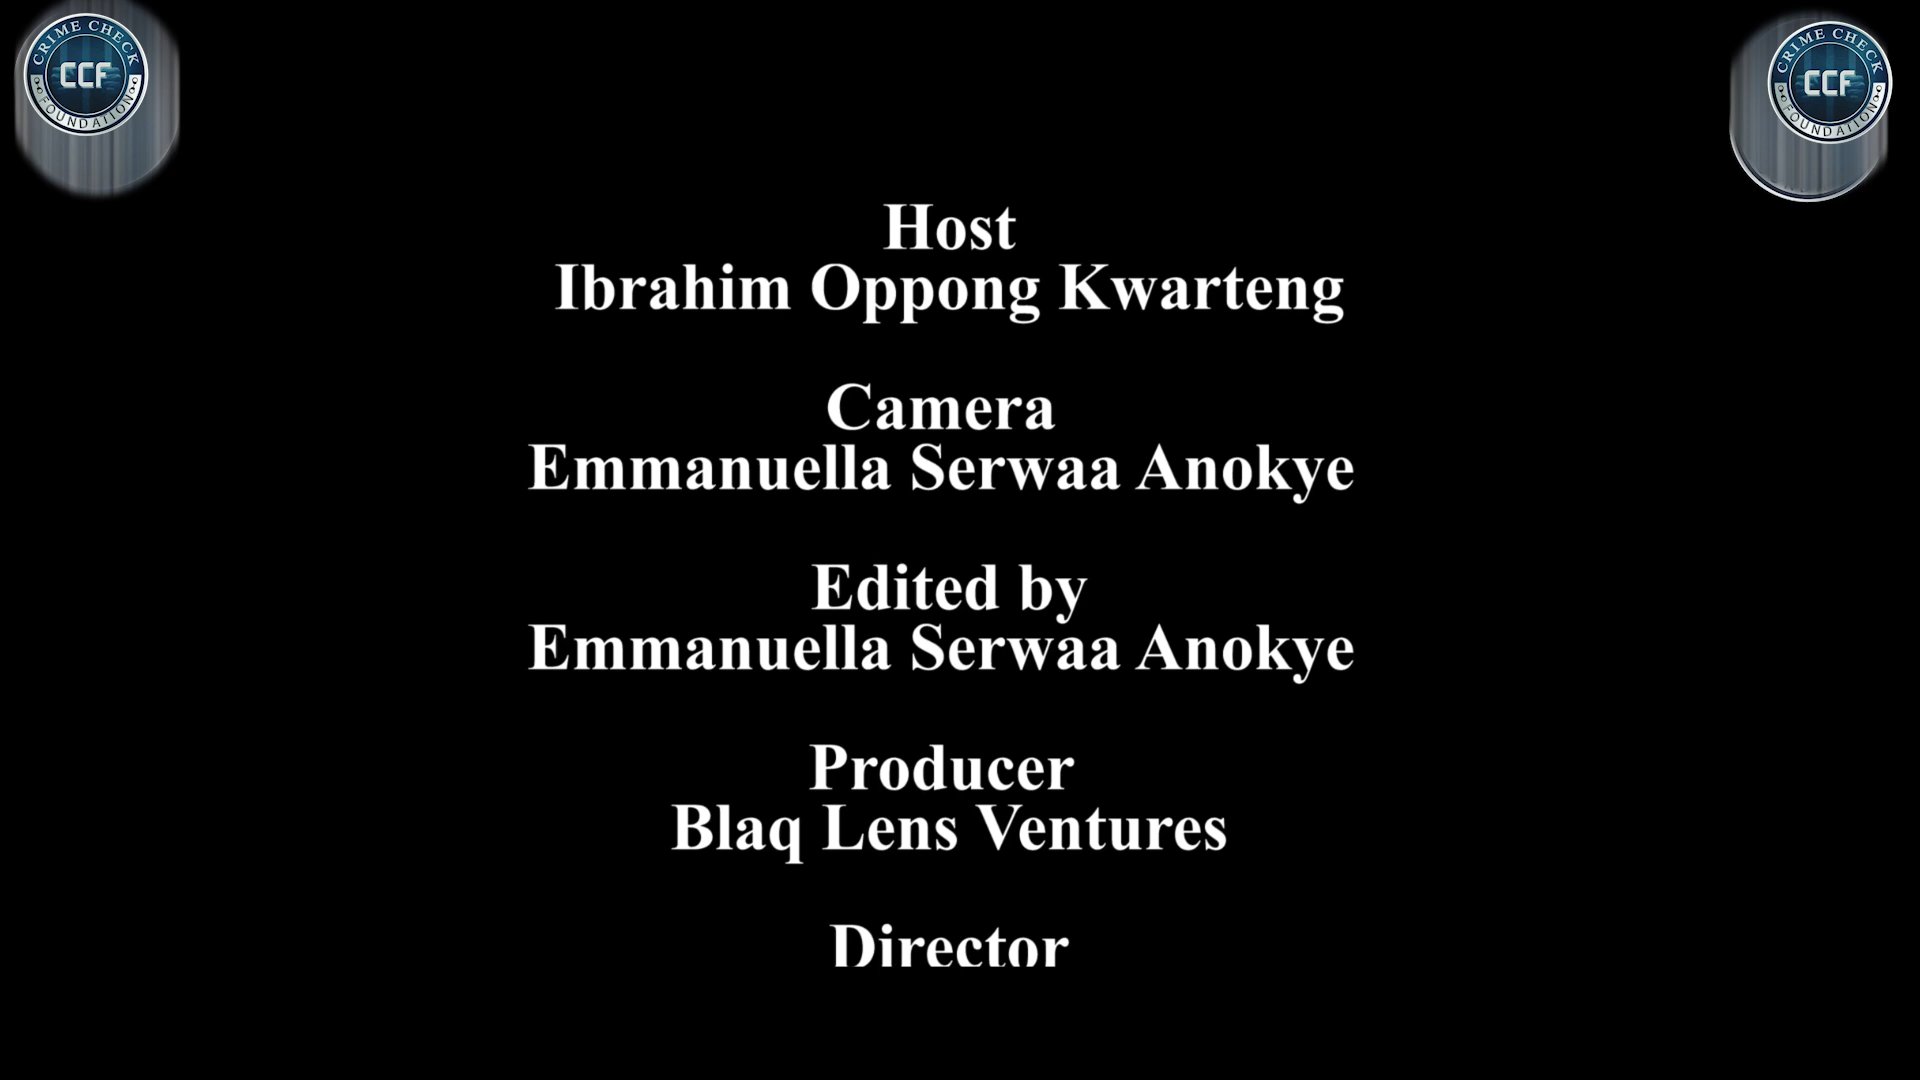 CRIME CHECK
CCF
FOUNDATION
CRIME CHECK
CCF
FOUNDATION
Host
Ibrahim Oppong Kwarteng
Camera
Emmanuella Serwaa Anokye
Edited by
Emmanuella Serwaa Anokye
Producer
Blaq Lens Ventures
Director